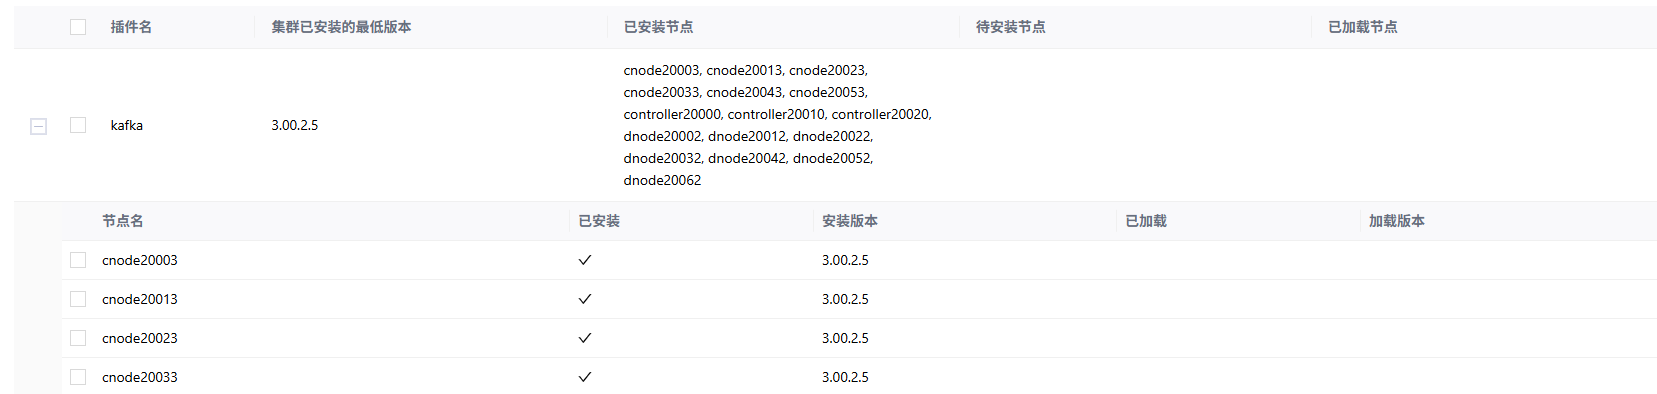 插件名 集群已安装的最低版本 已安装节点 待安装节点 已加载节点
cnode20003, cnode20013, cnode20023,
cnode20033, cnode20043, cnode20053,
controller20000, controller20010, controller20020,
kafka 3.00.2.5
dnode20002, dnode20012, dnode20022,
dnode20032, dnode20042, dnode20052,
dnode20062
节点名 已安装 安装版本 已加载 加载版本
cnode20003 ✓ 3.00.2.5
cnode20013 ✓ 3.00.2.5
cnode20023 ✓ 3.00.2.5
cnode20033 ✓ 3.00.2.5